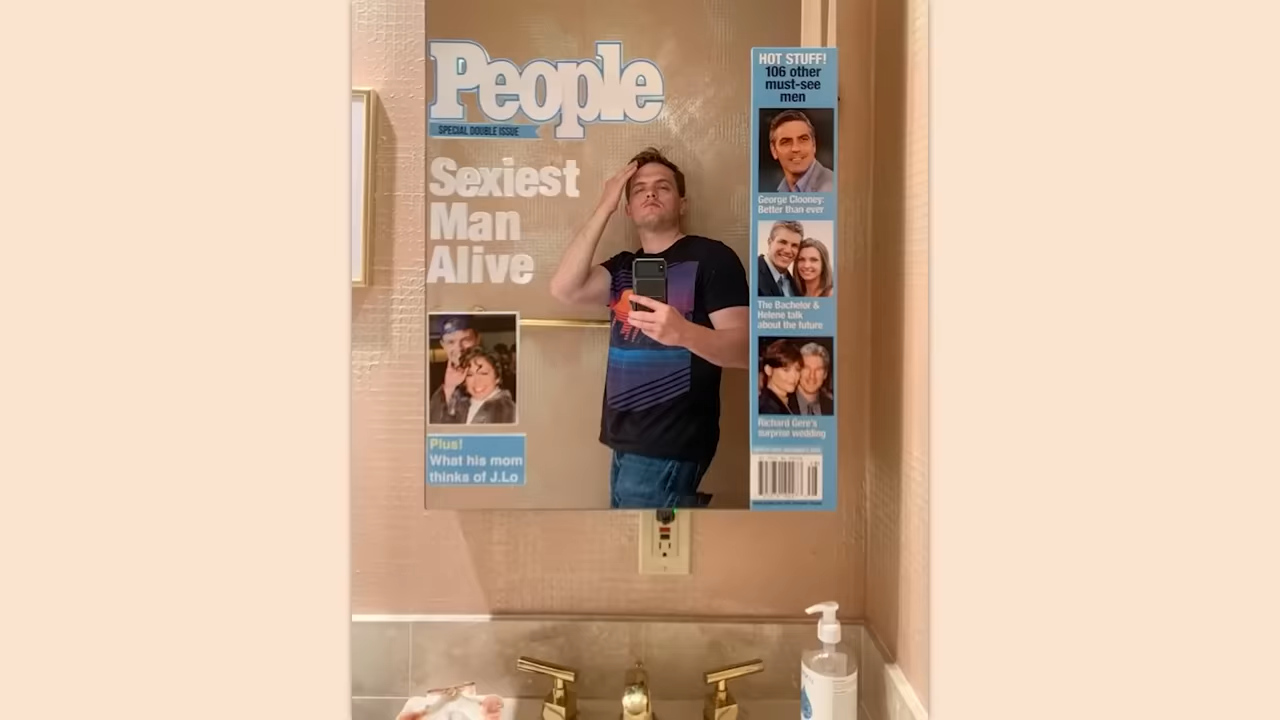 People
SPECIAL DOUBLE ISSUE
Sexiest
Man
Alive
Plus!
What his mom
thinks of J.Lo
HOT STUFF!
106 other
must-see
men
George Clooney:
Better than ever
The Bachelor &
Helene talk
about the future
Richard Gere's
surprise wedding